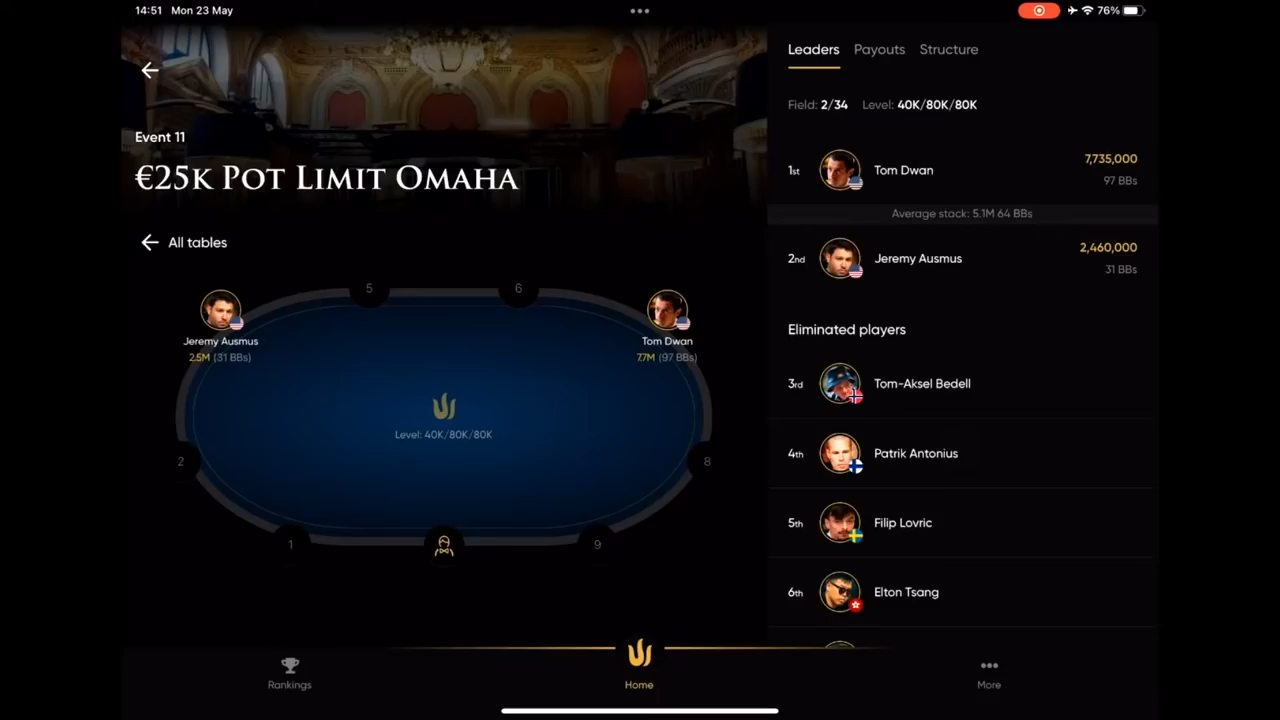 14:51 Mon 23 May
76%
Event 11
€25K POT LIMIT OMAHA
All tables
5
6
Jeremy Ausmus
2.5M (31 BBs)
Tom Dwan
7.7M (97 BBs)
Level: 40K/80K/80K
2
8
1
9
Leaders Payouts Structure
Field: 2/34 Level: 40K/80K/80K
1st Tom Dwan 7,735,000
97 BBs
Average stack: 5.1M 64 BBs
2nd Jeremy Ausmus 2,460,000
31 BBs
Eliminated players
3rd Tom-Aksel Bedell
4th Patrik Antonius
5th Filip Lovric
6th Elton Tsang
Rankings
Home
More